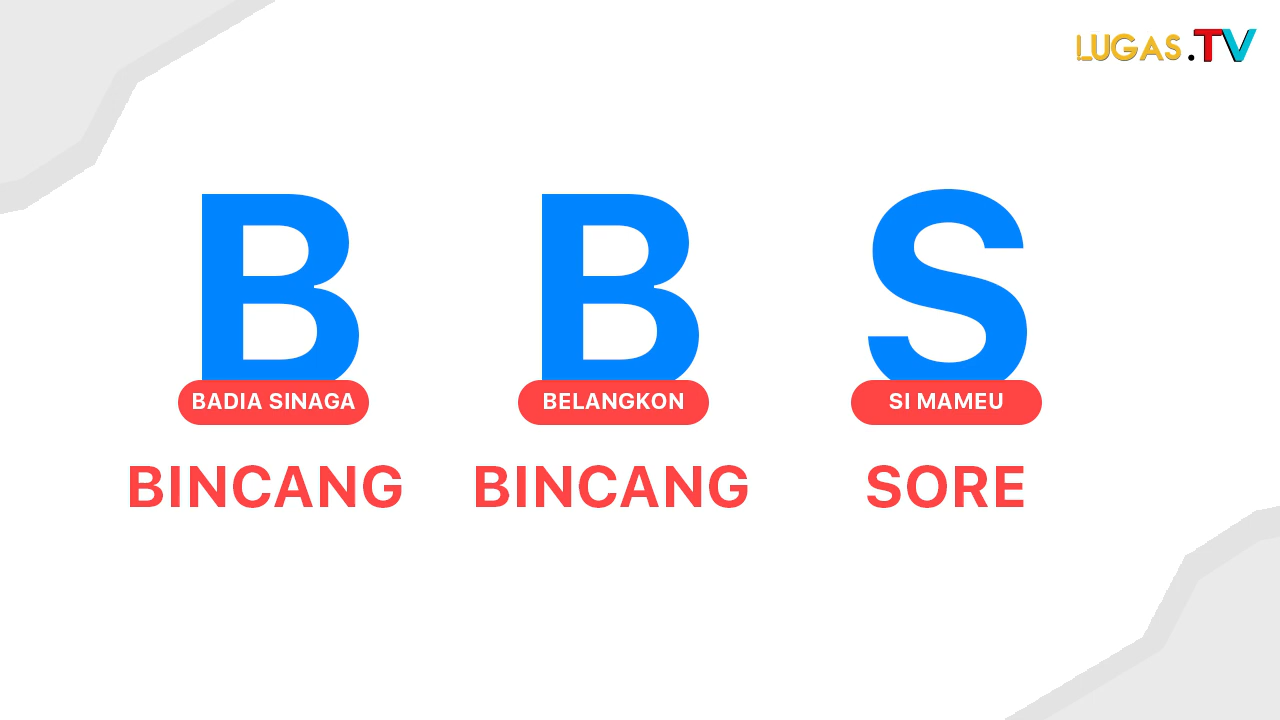 LUGAS.TV
B B S
BADIA SINAGA BELANGKON SI MAMEU
BINCANG BINCANG SORE